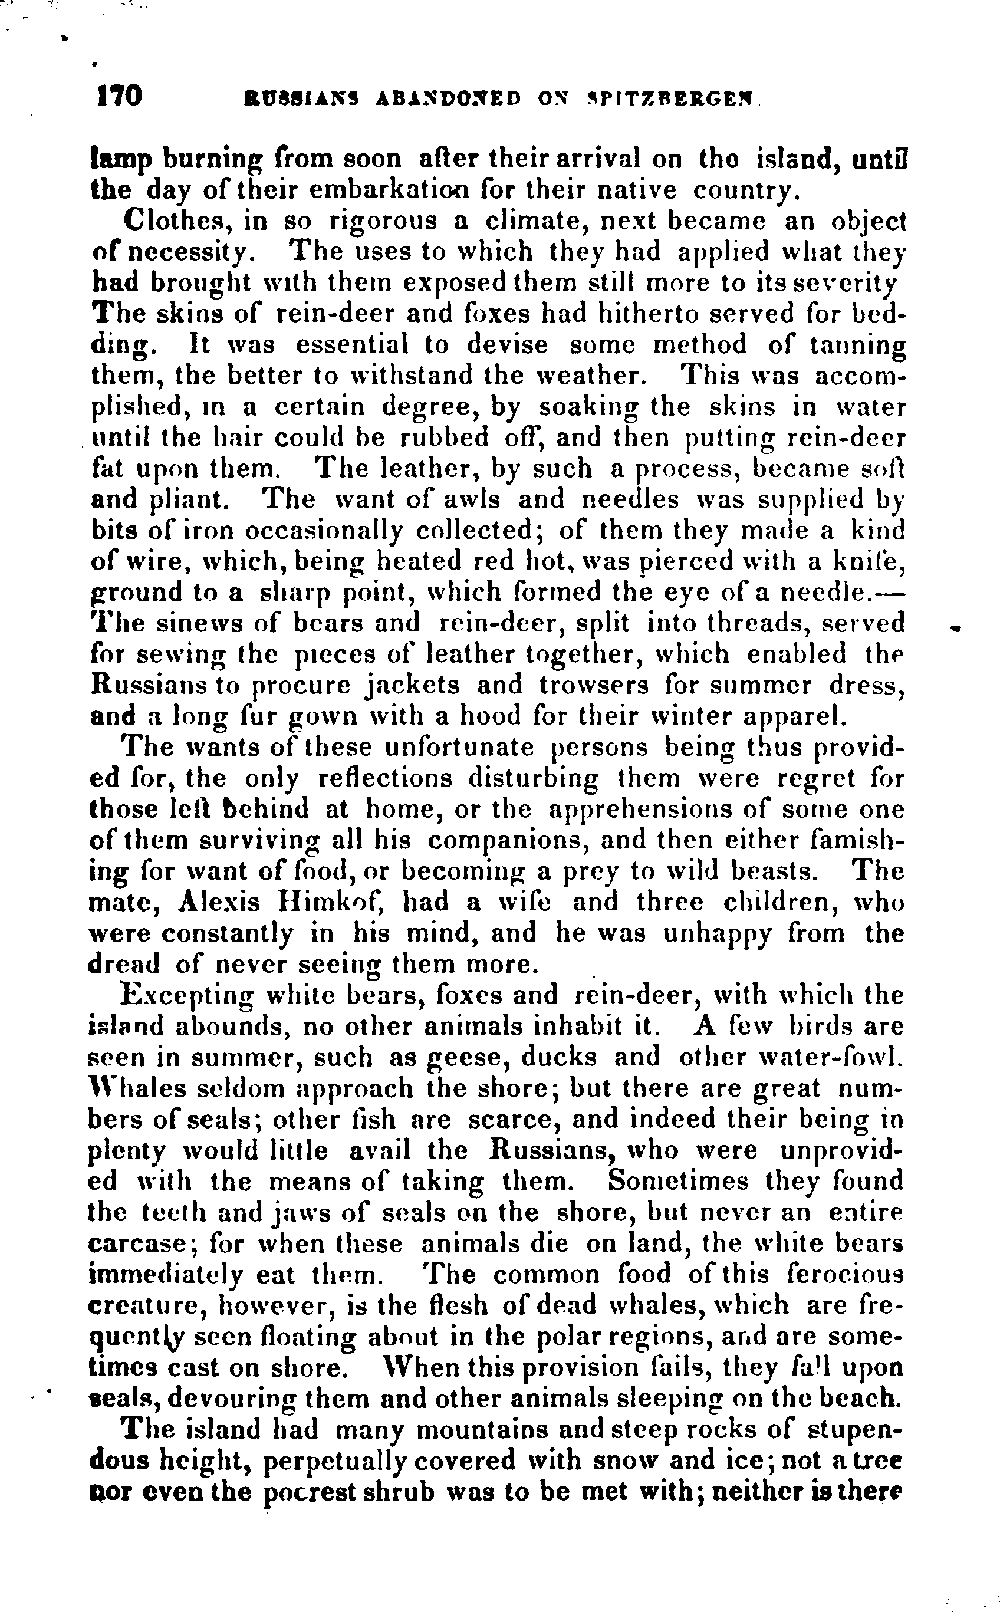 170 RUSSIANS ABANDONED ON SPITZBERGEN.
lamp burning from soon after their arrival on the island, until
the day of their embarkation for their native country.
Clothes, in so rigorous a climate, next became an object
of necessity. The uses to which they had applied what they
had brought with them exposed them still more to its severity
The skins of rein-deer and foxes had hitherto served for bed-
ding. It was essential to devise some method of tanning
them, the better to withstand the weather. This was accom-
plished, in a certain degree, by soaking the skins in water
until the hair could be rubbed off, and then putting rein-deer
fat upon them. The leather, by such a process, became soft
and pliant. The want of awls and needles was supplied by
bits of iron occasionally collected; of them they made a kind
of wire, which, being heated red hot, was pierced with a knife,
ground to a sharp point, which formed the eye of a needle.—
The sinews of bears and rein-deer, split into threads, served
for sewing the pieces of leather together, which enabled the
Russians to procure jackets and trowsers for summer dress,
and a long fur gown with a hood for their winter apparel.
The wants of these unfortunate persons being thus provid-
ed for, the only reflections disturbing them were regret for
those left behind at home, or the apprehensions of some one
of them surviving all his companions, and then either famish-
ing for want of food, or becoming a prey to wild beasts. The
mate, Alexis Himkof, had a wife and three children, who
were constantly in his mind, and he was unhappy from the
dread of never seeing them more.
Excepting white bears, foxes and rein-deer, with which the
island abounds, no other animals inhabit it. A few birds are
seen in summer, such as geese, ducks and other water-fowl.
Whales seldom approach the shore; but there are great num-
bers of seals; other fish are scarce, and indeed their being in
plenty would little avail the Russians, who were unprovid-
ed with the means of taking them. Sometimes they found
the teeth and jaws of seals on the shore, but never an entire
carcase; for when these animals die on land, the white bears
immediately eat them. The common food of this ferocious
creature, however, is the flesh of dead whales, which are fre-
quently seen floating about in the polar regions, and are some-
times cast on shore. When this provision fails, they fall upon
seals, devouring them and other animals sleeping on the beach.
The island had many mountains and steep rocks of stupen-
dous height, perpetually covered with snow and ice; not a tree
nor even the poorest shrub was to be met with; neither is there